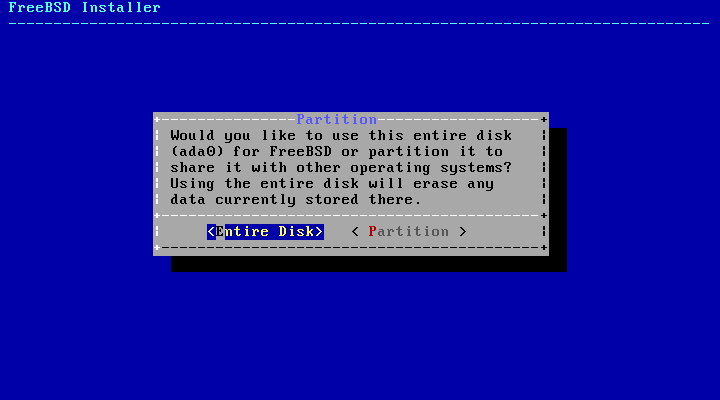 FreeBSD Installer
Partition
Would you like to use this entire disk
(ada0) for FreeBSD or partition it to
share it with other operating systems?
Using the entire disk will erase any
data currently stored there.
<Entire Disk> < Partition >